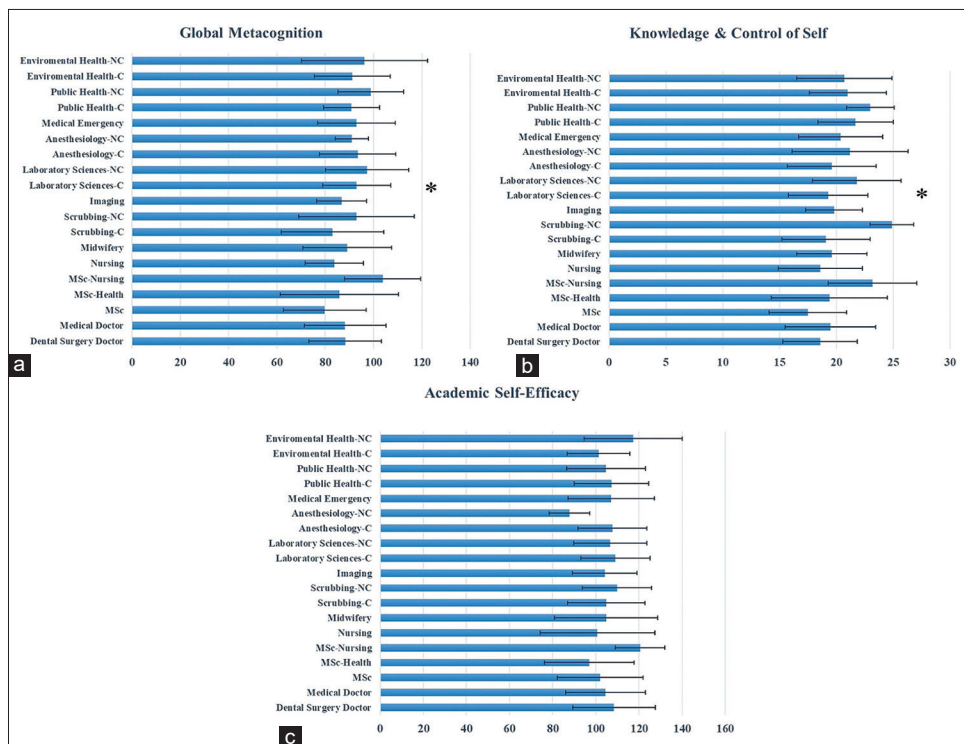 Global Metacognition
Enviromental Health-NC
Enviromental Health-C
Public Health-NC
Public Health-C
Medical Emergency
Anesthesiology-NC
Anesthesiology-C
Laboratory Sciences-NC
Laboratory Sciences-C
*
Imaging
Scrubbing-NC
Scrubbing-C
Midwifery
Nursing
MSc-Nursing
MSc-Health
MSc
Medical Doctor
Dental Surgery Doctor
0 20 40 60 80 100 120 140
a
Knowledage & Control of Self
Enviromental Health-NC
Enviromental Health-C
Public Health-NC
Public Health-C
Medical Emergency
Anesthesiology-NC
Anesthesiology-C
Laboratory Sciences-NC
Laboratory Sciences-C
*
Imaging
Scrubbing-NC
Scrubbing-C
Midwifery
Nursing
MSc-Nursing
MSc-Health
MSc
Medical Doctor
Dental Surgery Doctor
0 5 10 15 20 25 30
b
Academic Self-Efficacy
Enviromental Health-NC
Enviromental Health-C
Public Health-NC
Public Health-C
Medical Emergency
Anesthesiology-NC
Anesthesiology-C
Laboratory Sciences-NC
Laboratory Sciences-C
Imaging
Scrubbing-NC
Scrubbing-C
Midwifery
Nursing
MSc-Nursing
MSc-Health
MSc
Medical Doctor
Dental Surgery Doctor
0 20 40 60 80 100 120 140 160
c